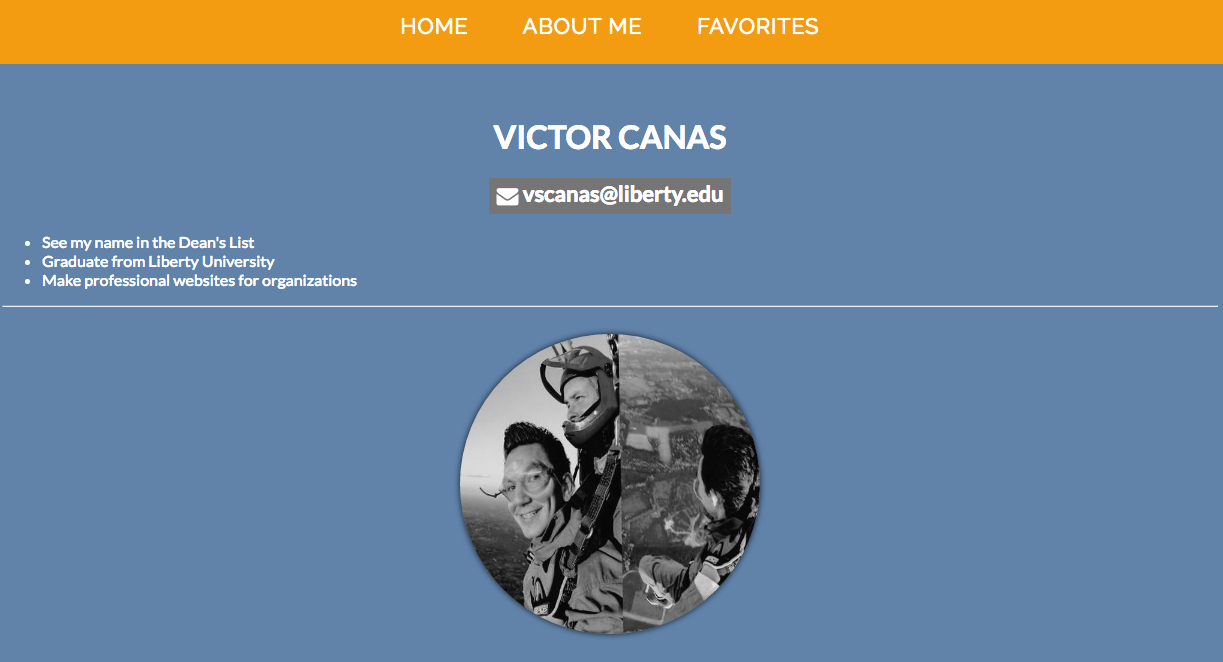 HOME ABOUT ME FAVORITES
VICTOR CANAS
vscanas@liberty.edu
See my name in the Dean's List
Graduate from Liberty University
Make professional websites for organizations